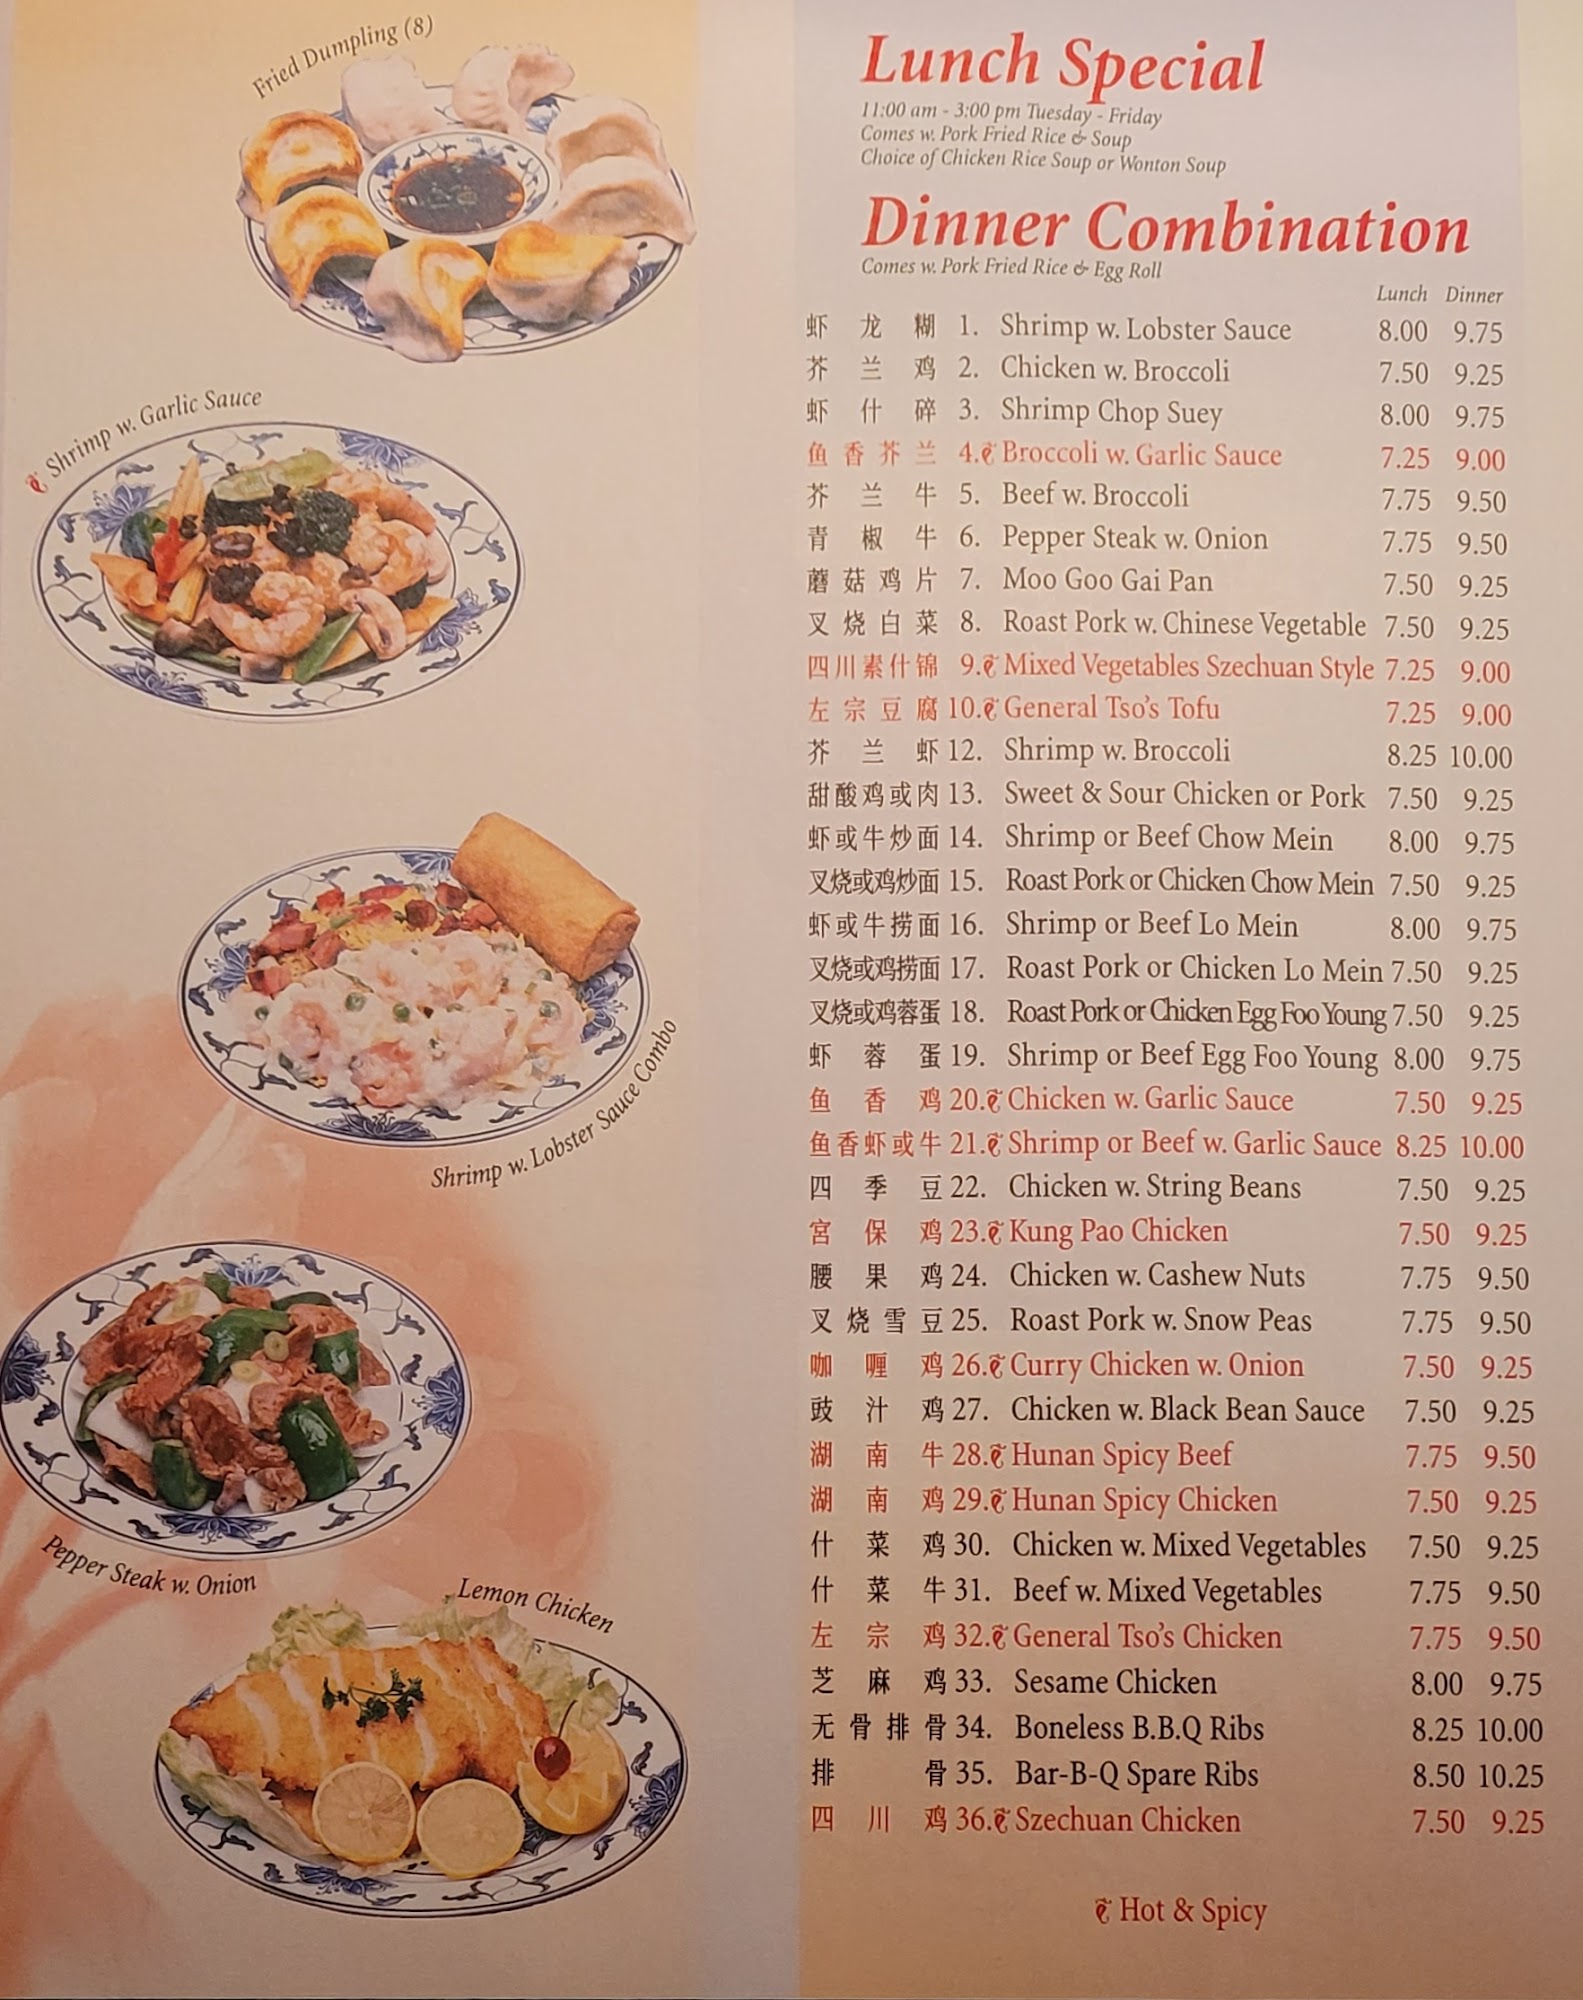 Fried Dumpling (8)
Shrimp w. Garlic Sauce
Shrimp w. Lobster Sauce Combo
Pepper Steak w. Onion
Lemon Chicken
Lunch Special
11:00 am - 3:00 pm Tuesday - Friday
Comes w. Pork Fried Rice & Soup
Choice of Chicken Rice Soup or Wonton Soup
Dinner Combination
Comes w. Pork Fried Rice & Egg Roll
Lunch Dinner
虾龙糊 1. Shrimp w. Lobster Sauce 8.00 9.75
芥兰鸡 2. Chicken w. Broccoli 7.50 9.25
虾什碎 3. Shrimp Chop Suey 8.00 9.75
鱼香芥兰 4. Broccoli w. Garlic Sauce 7.25 9.00
芥兰牛 5. Beef w. Broccoli 7.75 9.50
青椒牛 6. Pepper Steak w. Onion 7.75 9.50
蘑菇鸡片 7. Moo Goo Gai Pan 7.50 9.25
叉烧白菜 8. Roast Pork w. Chinese Vegetable 7.50 9.25
四川素什锦 9. Mixed Vegetables Szechuan Style 7.25 9.00
左宗豆腐 10. General Tso's Tofu 7.25 9.00
芥兰虾 12. Shrimp w. Broccoli 8.25 10.00
甜酸鸡或肉 13. Sweet & Sour Chicken or Pork 7.50 9.25
虾或牛炒面 14. Shrimp or Beef Chow Mein 8.00 9.75
叉烧或鸡炒面 15. Roast Pork or Chicken Chow Mein 7.50 9.25
虾或牛捞面 16. Shrimp or Beef Lo Mein 8.00 9.75
叉烧或鸡捞面 17. Roast Pork or Chicken Lo Mein 7.50 9.25
叉烧或鸡蓉蛋 18. Roast Pork or Chicken Egg Foo Young 7.50 9.25
虾蓉蛋 19. Shrimp or Beef Egg Foo Young 8.00 9.75
鱼香鸡 20. Chicken w. Garlic Sauce 7.50 9.25
鱼香虾或牛 21. Shrimp or Beef w. Garlic Sauce 8.25 10.00
四季豆 22. Chicken w. String Beans 7.50 9.25
宮保鸡 23. Kung Pao Chicken 7.50 9.25
腰果鸡 24. Chicken w. Cashew Nuts 7.75 9.50
叉烧雪豆 25. Roast Pork w. Snow Peas 7.75 9.50
咖喱鸡 26. Curry Chicken w. Onion 7.50 9.25
豉汁鸡 27. Chicken w. Black Bean Sauce 7.50 9.25
湖南牛 28. Hunan Spicy Beef 7.75 9.50
湖南鸡 29. Hunan Spicy Chicken 7.50 9.25
什菜鸡 30. Chicken w. Mixed Vegetables 7.50 9.25
什菜牛 31. Beef w. Mixed Vegetables 7.75 9.50
左宗鸡 32. General Tso's Chicken 7.75 9.50
芝麻鸡 33. Sesame Chicken 8.00 9.75
无骨排骨 34. Boneless B.B.Q Ribs 8.25 10.00
排骨 35. Bar-B-Q Spare Ribs 8.50 10.25
四川鸡 36. Szechuan Chicken 7.50 9.25
Hot & Spicy